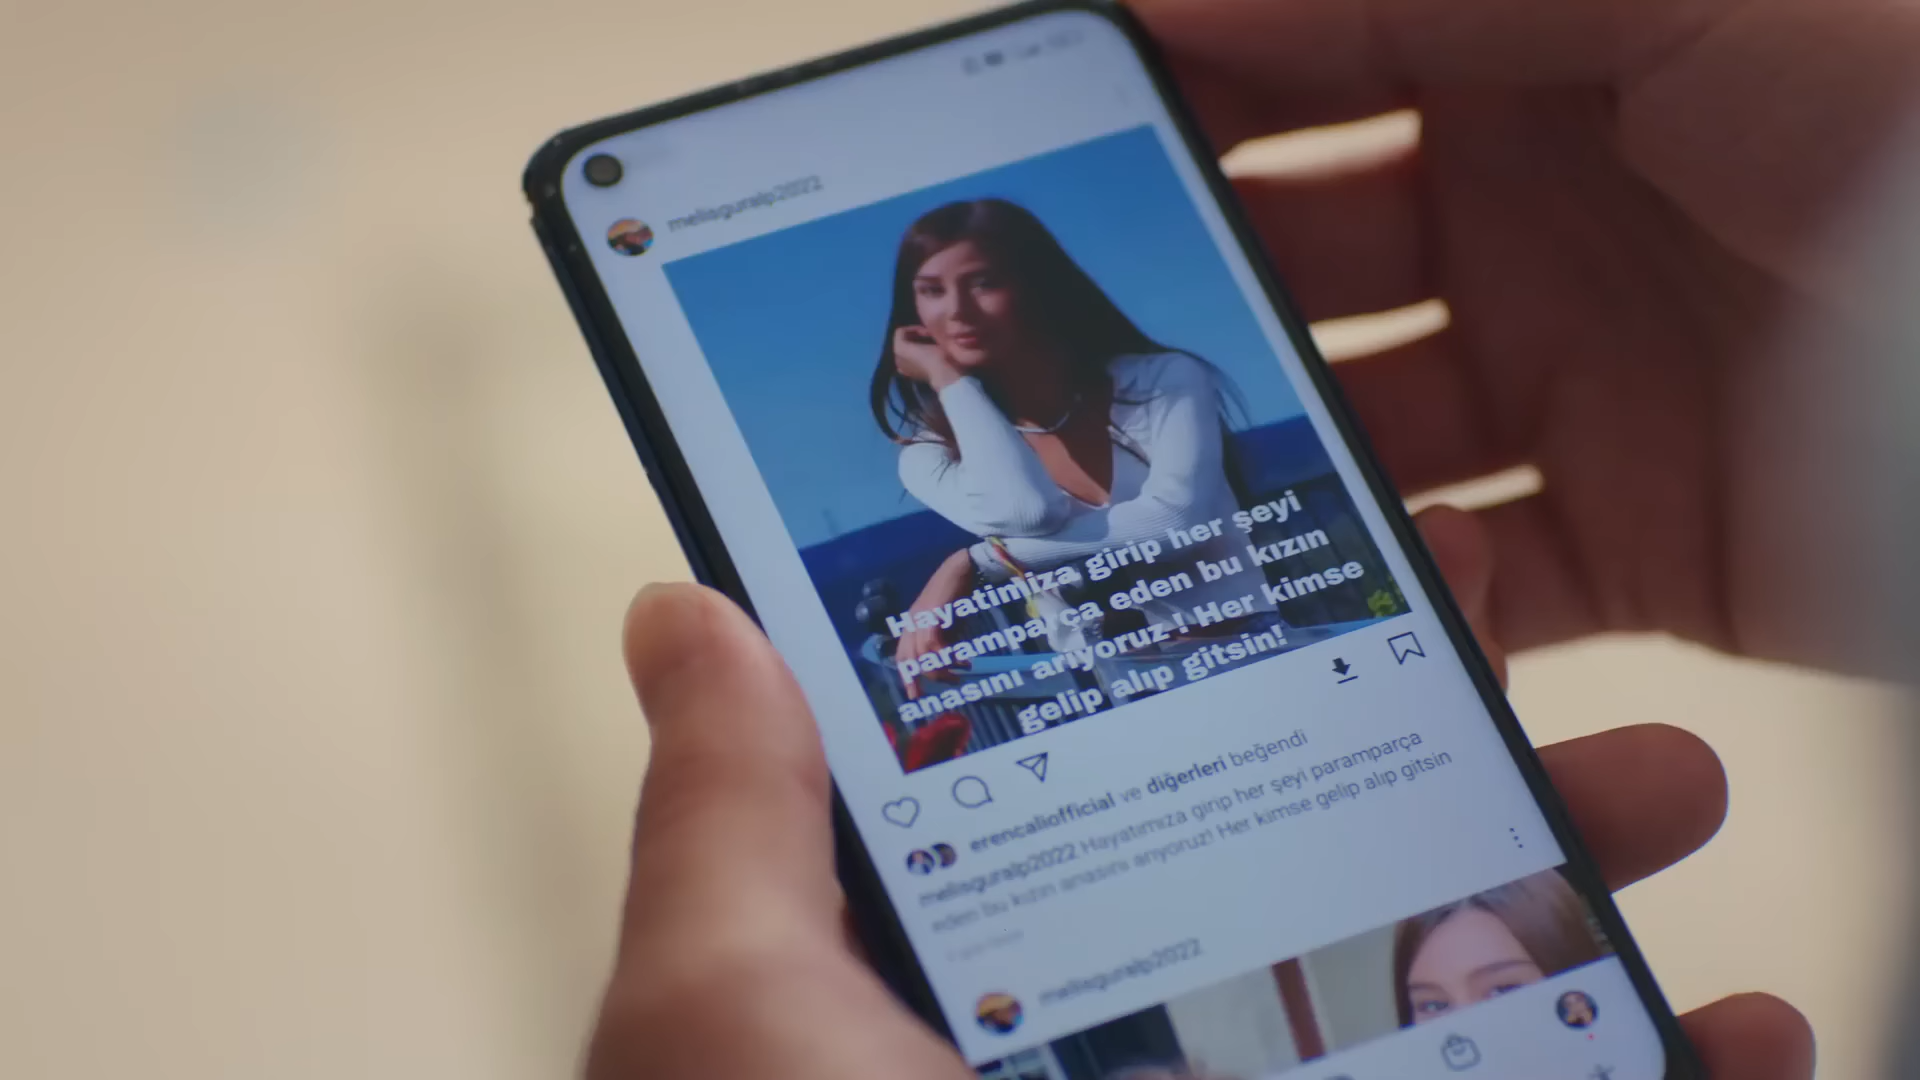 melisguralp2022
Hayatımıza girip her şeyi
paramparça eden bu kızın
anasını arıyoruz ! Her kimse
gelip alıp gitsin!
erencaliofficial ve diğerleri beğendi
melisguralp2022 Hayatımıza girip her şeyi paramparça
eden bu kızın anasını arıyoruz! Her kimse gelip alıp gitsin
melisguralp2022